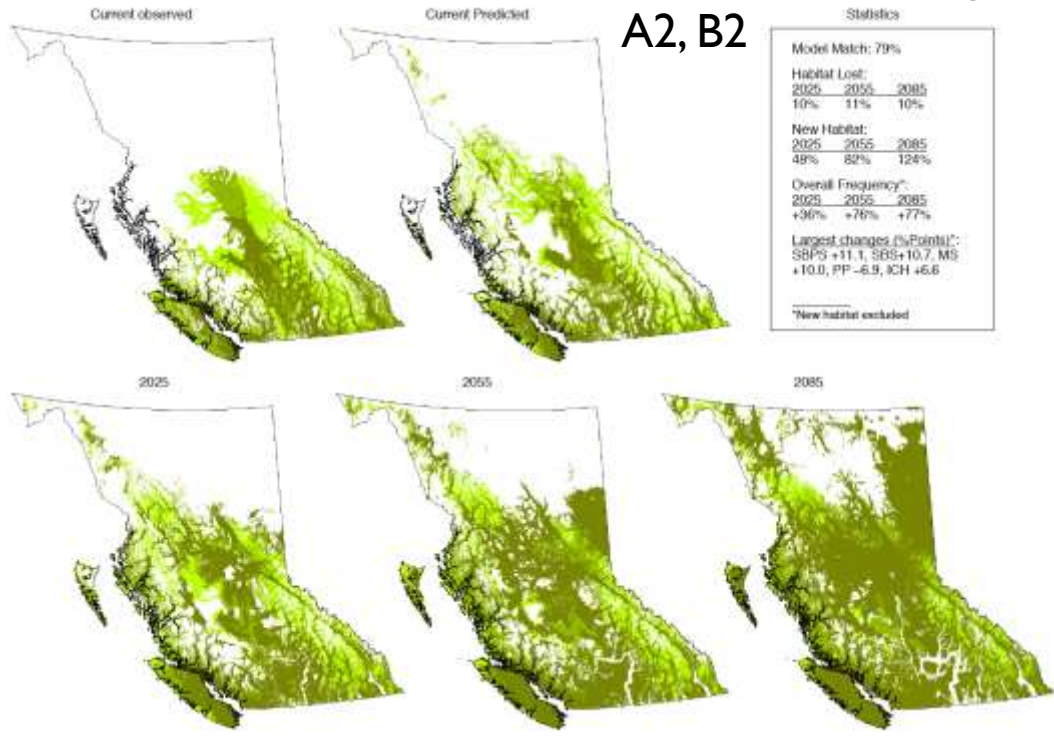 Current observed
Current Predicted
A2, B2
Statistics
Model Match: 79%
Habitat Lost:
2025 2055 2085
10% 11% 10%
New Habitat:
2025 2055 2085
49% 82% 124%
Overall Frequency*:
2025 2055 2085
+36% +76% +77%
Largest changes (%Points)*:
SBPS +11.1, SBS+10.7, MS
+10.0, PP -6.9, ICH +6.6
*New habitat excluded
2025
2055
2085